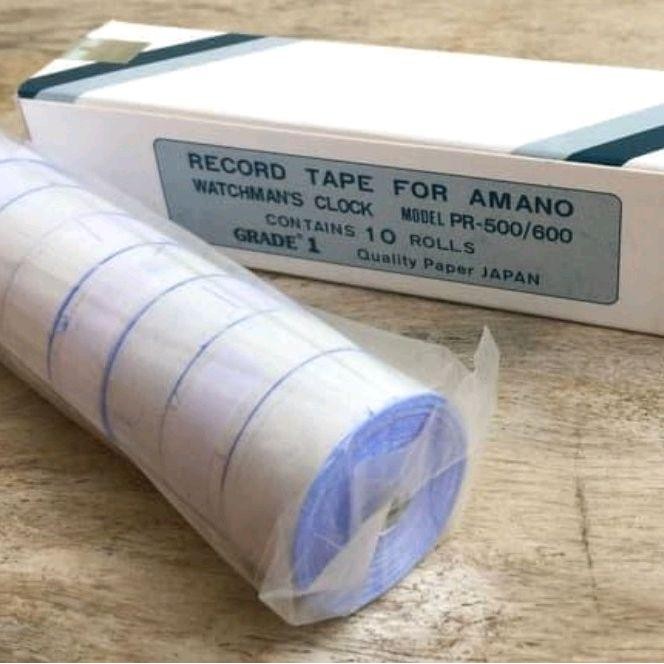 RECORD TAPE FOR AMANO
WATCHMAN'S CLOCK MODEL PR-500/600
CONTAINS 10 ROLLS
GRADE 1 Quality Paper JAPAN